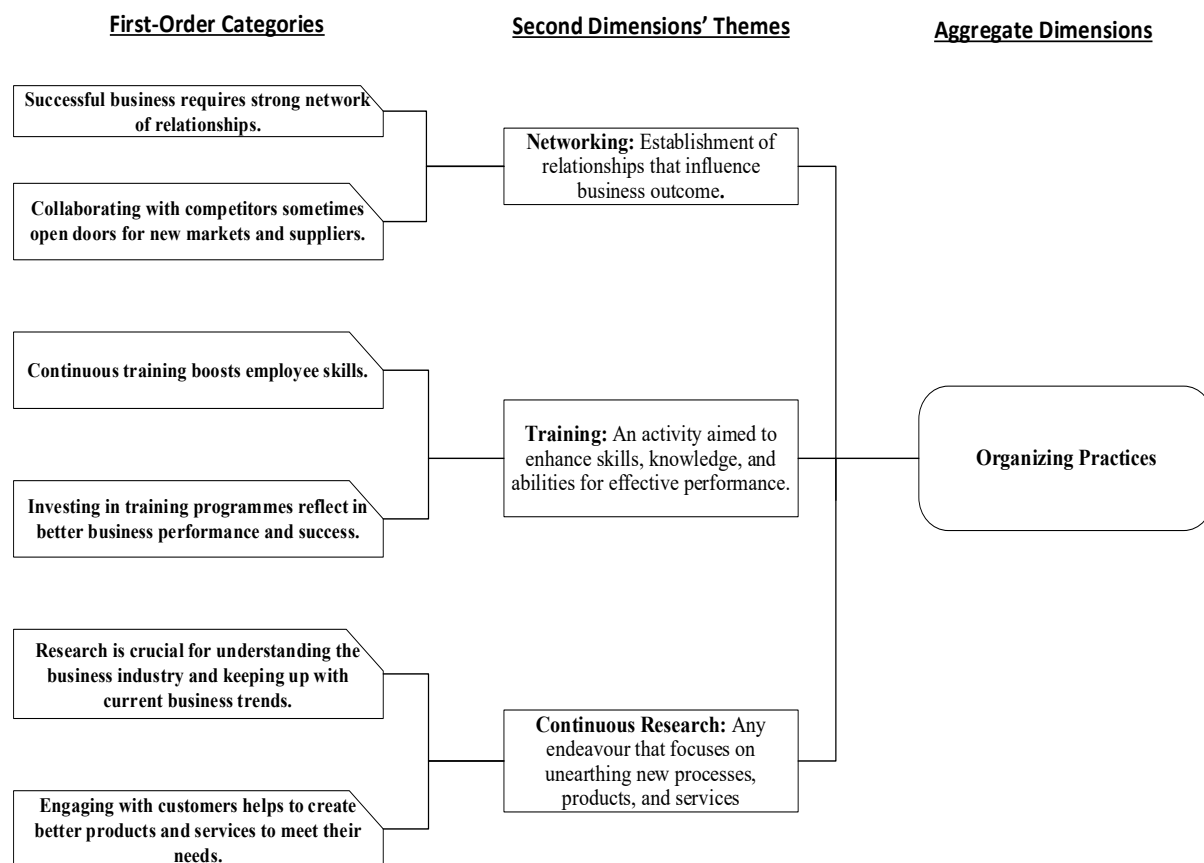 First-Order Categories
Second Dimensions' Themes
Aggregate Dimensions
Successful business requires strong network
of relationships.
Collaborating with competitors sometimes
open doors for new markets and suppliers.
Networking: Establishment of
relationships that influence
business outcome.
Continuous training boosts employee skills.
Investing in training programmes reflect in
better business performance and success.
Training: An activity aimed to
enhance skills, knowledge, and
abilities for effective performance.
Organizing Practices
Research is crucial for understanding the
business industry and keeping up with
current business trends.
Engaging with customers helps to create
better products and services to meet their
needs.
Continuous Research: Any
endeavour that focuses on
unearthing new processes,
products, and services